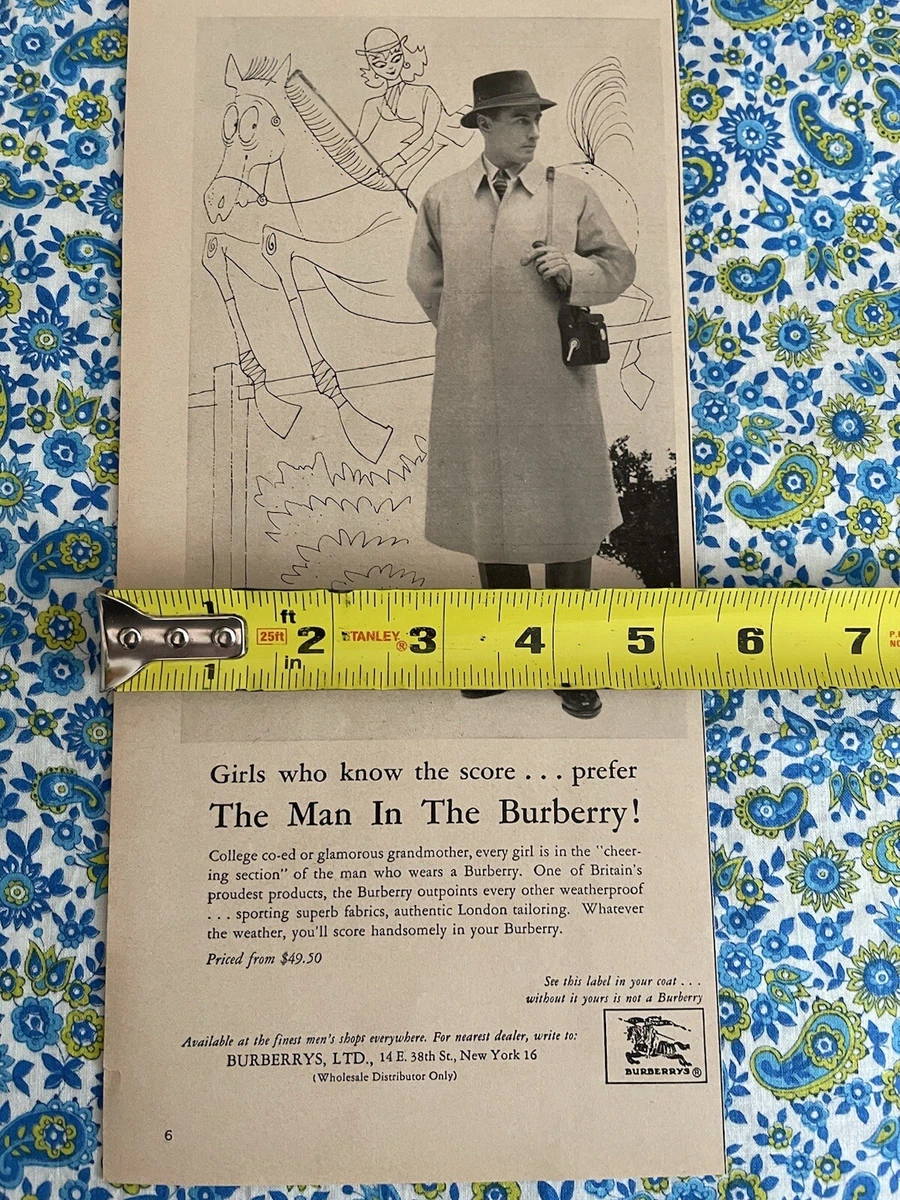 1 ft 2 3 4 5 6 7
25ft STANLEY®
in
1
Girls who know the score . . . prefer
The Man In The Burberry!
College co-ed or glamorous grandmother, every girl is in the "cheer-
ing section" of the man who wears a Burberry. One of Britain's
proudest products, the Burberry outpoints every other weatherproof
. . . sporting superb fabrics, authentic London tailoring. Whatever
the weather, you'll score handsomely in your Burberry.
Priced from $49.50
See this label in your coat . . .
without it yours is not a Burberry
Available at the finest men's shops everywhere. For nearest dealer, write to:
BURBERRYS, LTD., 14 E. 38th St., New York 16
(Wholesale Distributor Only)
BURBERRYS ®
6